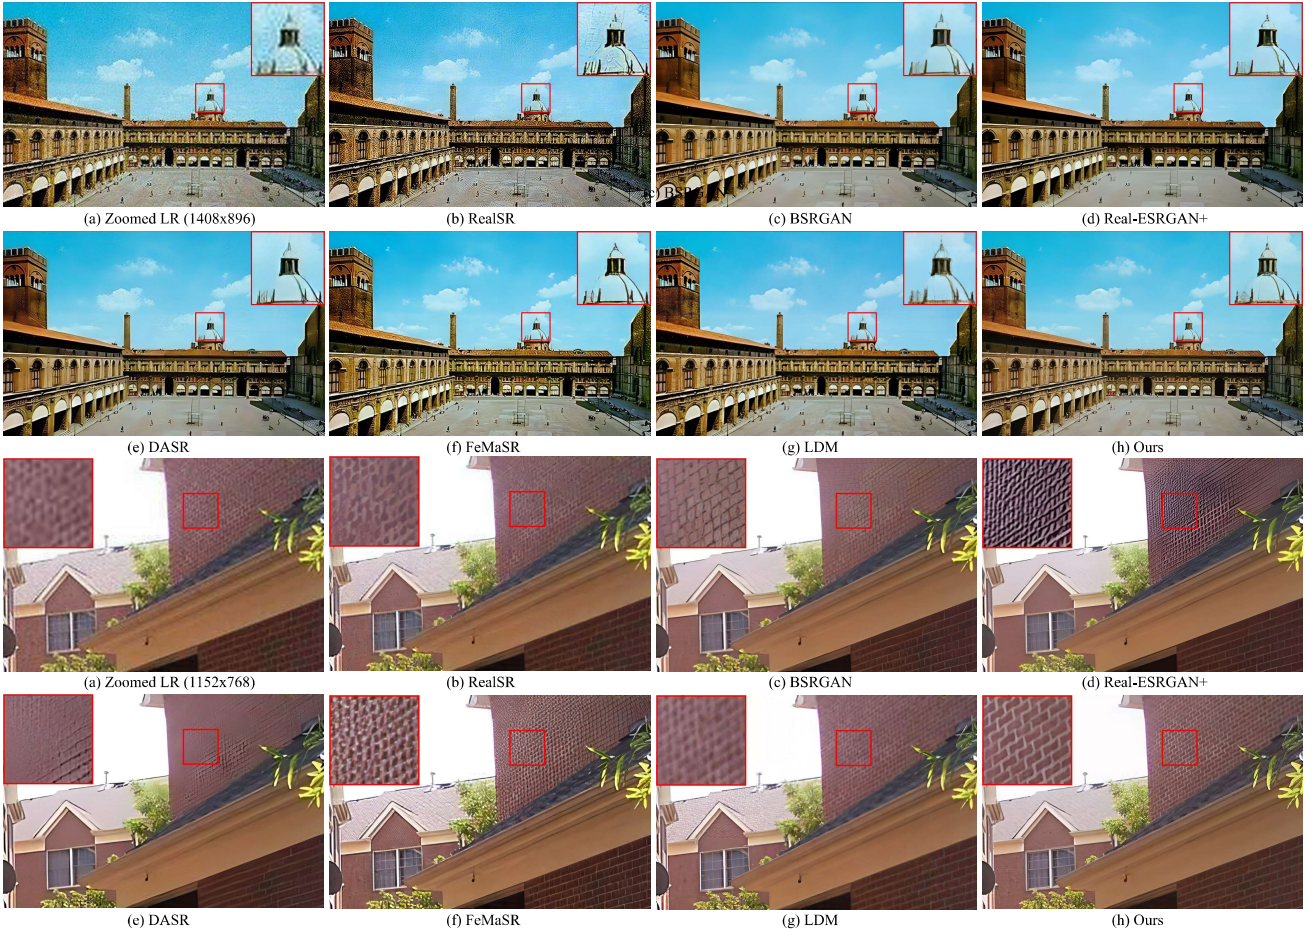 (c) BSRGAN
(a) Zoomed LR (1408x896)
(b) RealSR
(c) BSRGAN
(d) Real-ESRGAN+
(e) DASR
(f) FeMaSR
(g) LDM
(h) Ours
(a) Zoomed LR (1152x768)
(b) RealSR
(c) BSRGAN
(d) Real-ESRGAN+
(e) DASR
(f) FeMaSR
(g) LDM
(h) Ours